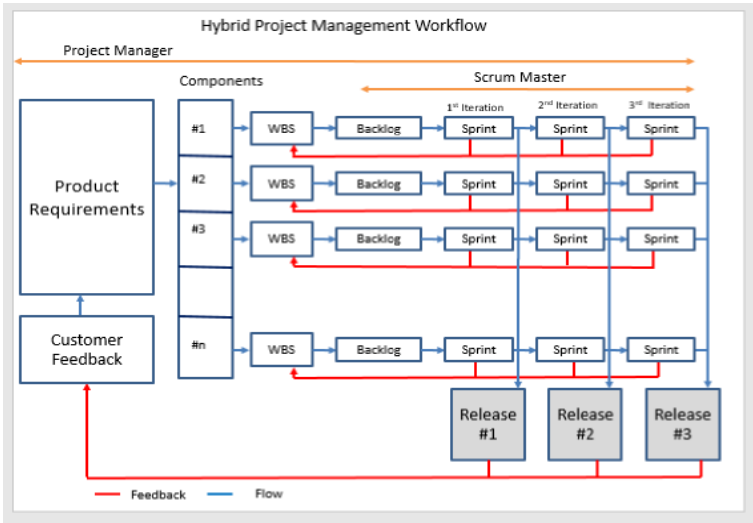 Hybrid Project Management Workflow
Project Manager
Components
Scrum Master
1st Iteration
2nd Iteration
3rd Iteration
Product
Requirements
#1
WBS
Backlog
Sprint
Sprint
Sprint
#2
WBS
Backlog
Sprint
Sprint
Sprint
#3
WBS
Backlog
Sprint
Sprint
Sprint
Customer
Feedback
#n
WBS
Backlog
Sprint
Sprint
Sprint
Release
#1
Release
#2
Release
#3
Feedback
Flow